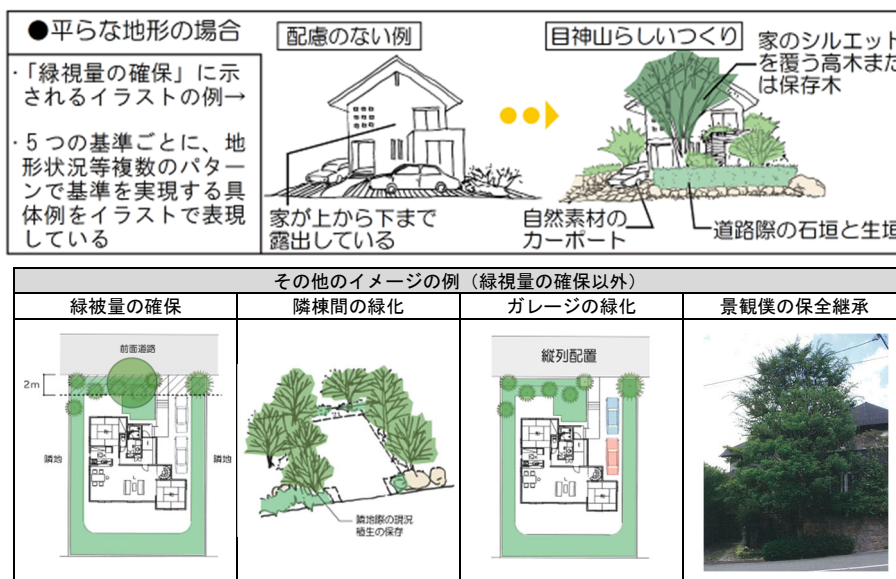 ●平らな地形の場合
・「緑視量の確保」に示
されるイラストの例→
・5つの基準ごとに、地
形状況等複数のパター
ンで基準を実現する具
体例をイラストで表現
している
配慮のない例
家が上から下まで
露出している
目神山らしいつくり
家のシルエット
を覆う高木また
は保存木
自然素材の
カーポート
道路際の石垣と生垣
その他のイメージの例（緑視量の確保以外）
緑被量の確保
隣棟間の緑化
ガレージの緑化
景観僕の保全継承
前面道路
2m
隣地
隣地
隣地際の現況
植生の保存
縦列配置